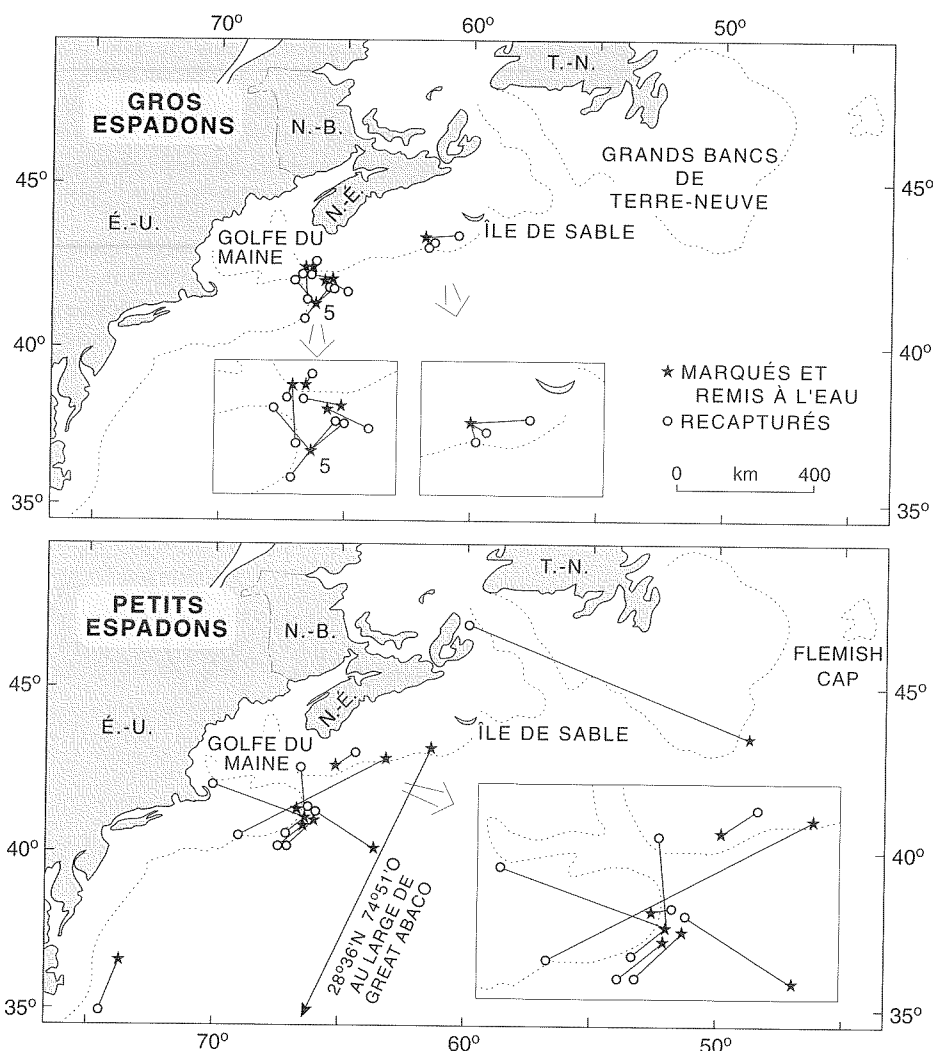 70° 60° 50°
GROS
ESPADONS
T.-N.
N.-B.
GRANDS BANCS
DE
TERRE-NEUVE
45° 45°
É.-U.
N.-É.
GOLFE DU
MAINE
ÎLE DE SABLE
5
40° 40°
5
★ MARQUÉS ET
REMIS À L'EAU
○ RECAPTURÉS
0 km 400
35° 35°
PETITS
ESPADONS
T.-N.
N.-B.
FLEMISH
CAP
45° 45°
É.-U.
N.-É.
GOLFE DU
MAINE
ÎLE DE SABLE
40° 40°
28°36'N 74°51'O
AU LARGE DE
GREAT ABACO
35° 35°
70° 60° 50°